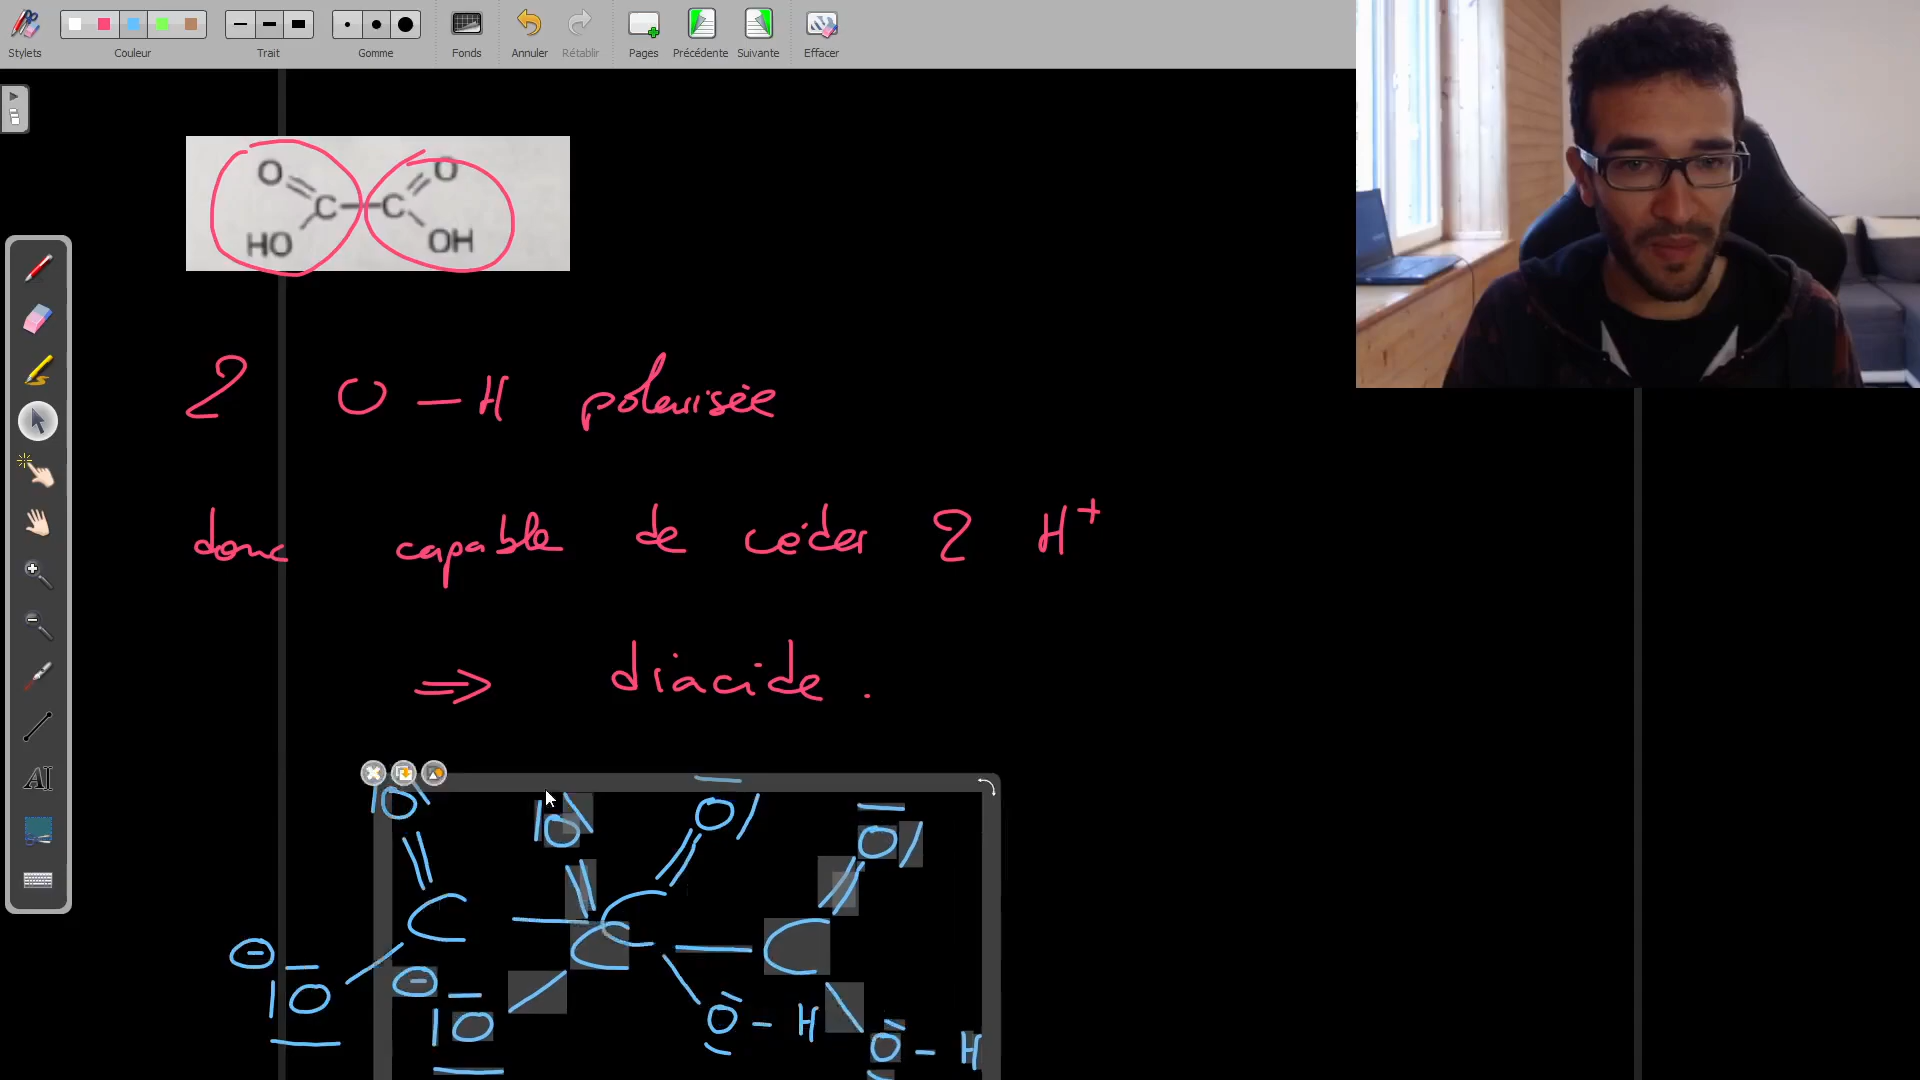 Stylets Couleur Trait Gomme Fonds Annuler Rétablir Pages Précédente Suivante Effacer
O O
C C
HO OH
2 O-H polarisée
donc capable de céder 2 H+
⇒ diacide.
O O O O
C C C
⊖ ⊖
O O O-H O-H
AI